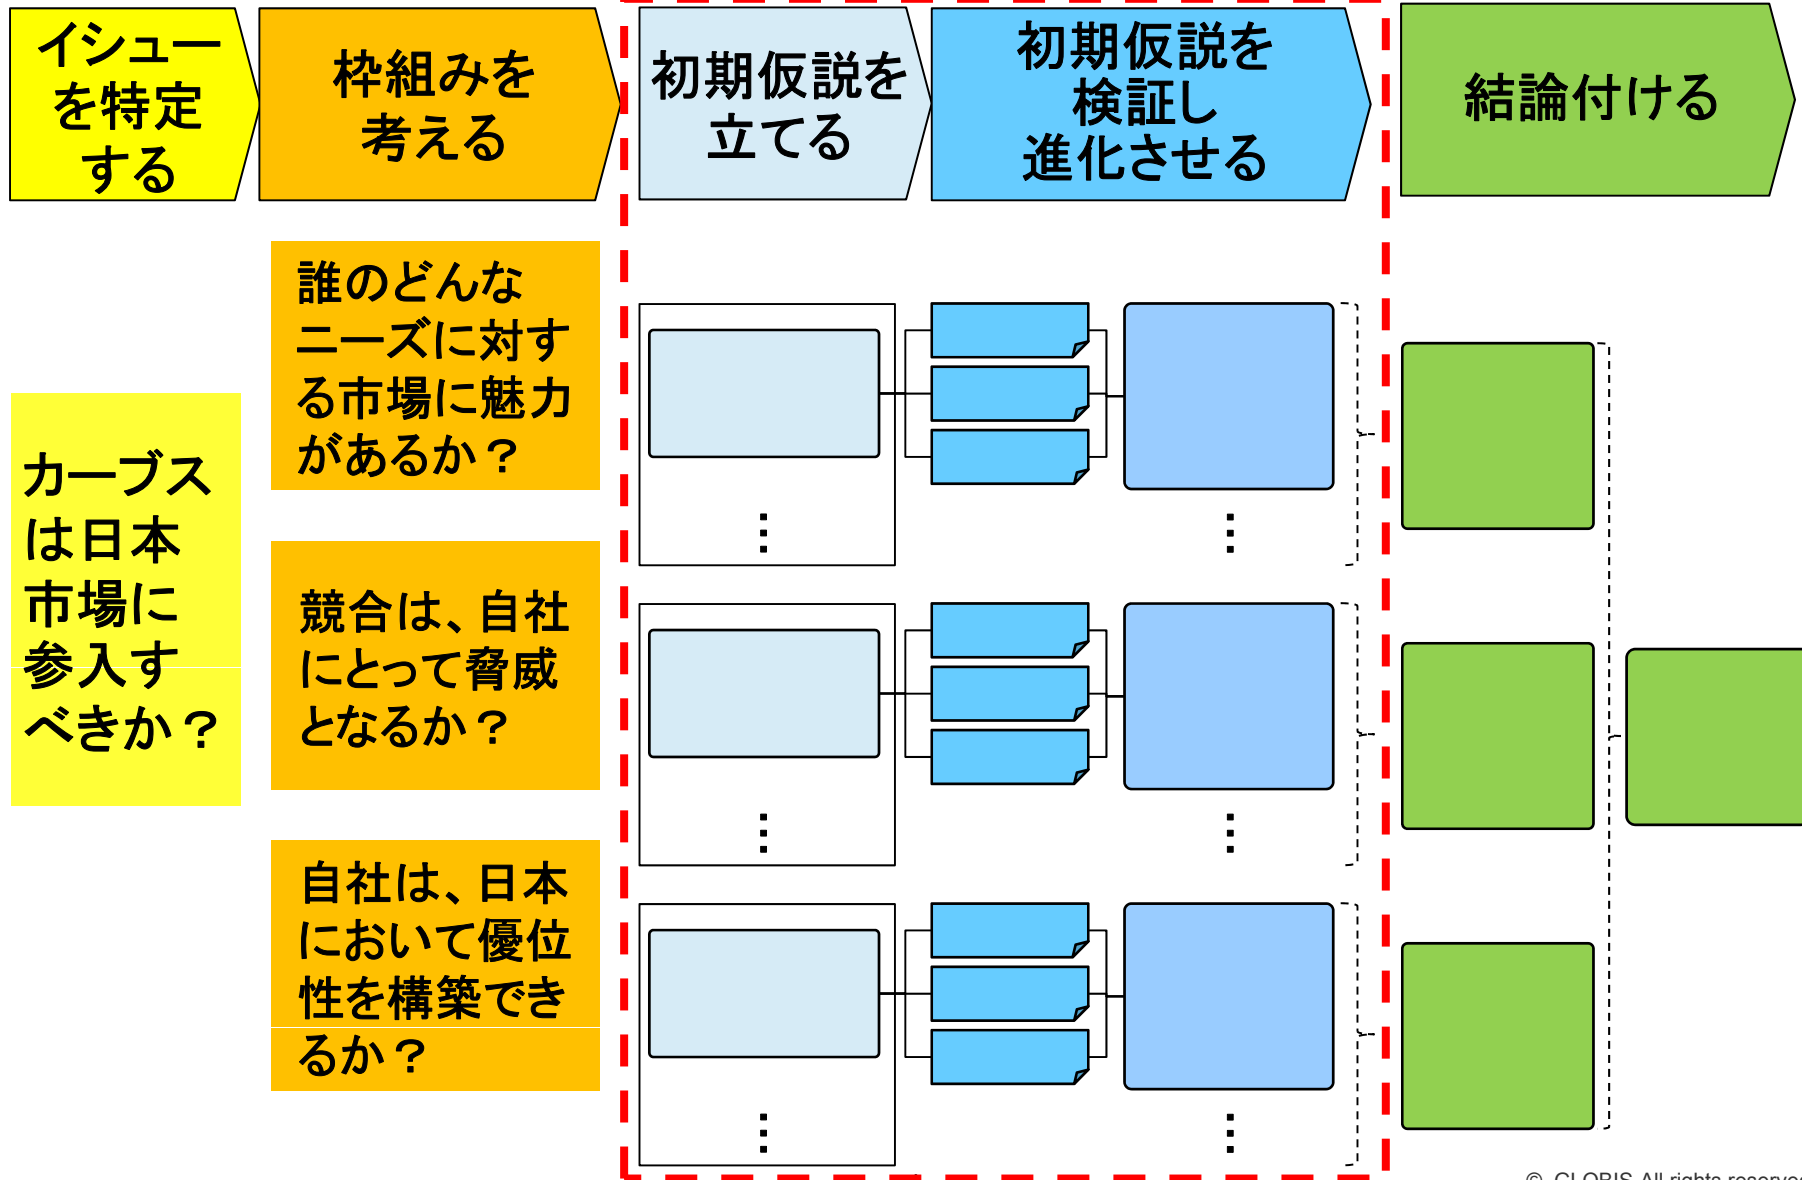 イシュー
を特定
する
枠組みを
考える
初期仮説を
立てる
初期仮説を
検証し
進化させる
結論付ける
カーブス
は日本
市場に
参入す
べきか？
誰のどんな
ニーズに対す
る市場に魅力
があるか？
競合は、自社
にとって脅威
となるか？
自社は、日本
において優位
性を構築でき
るか？
© GLOBIS All rights reserved